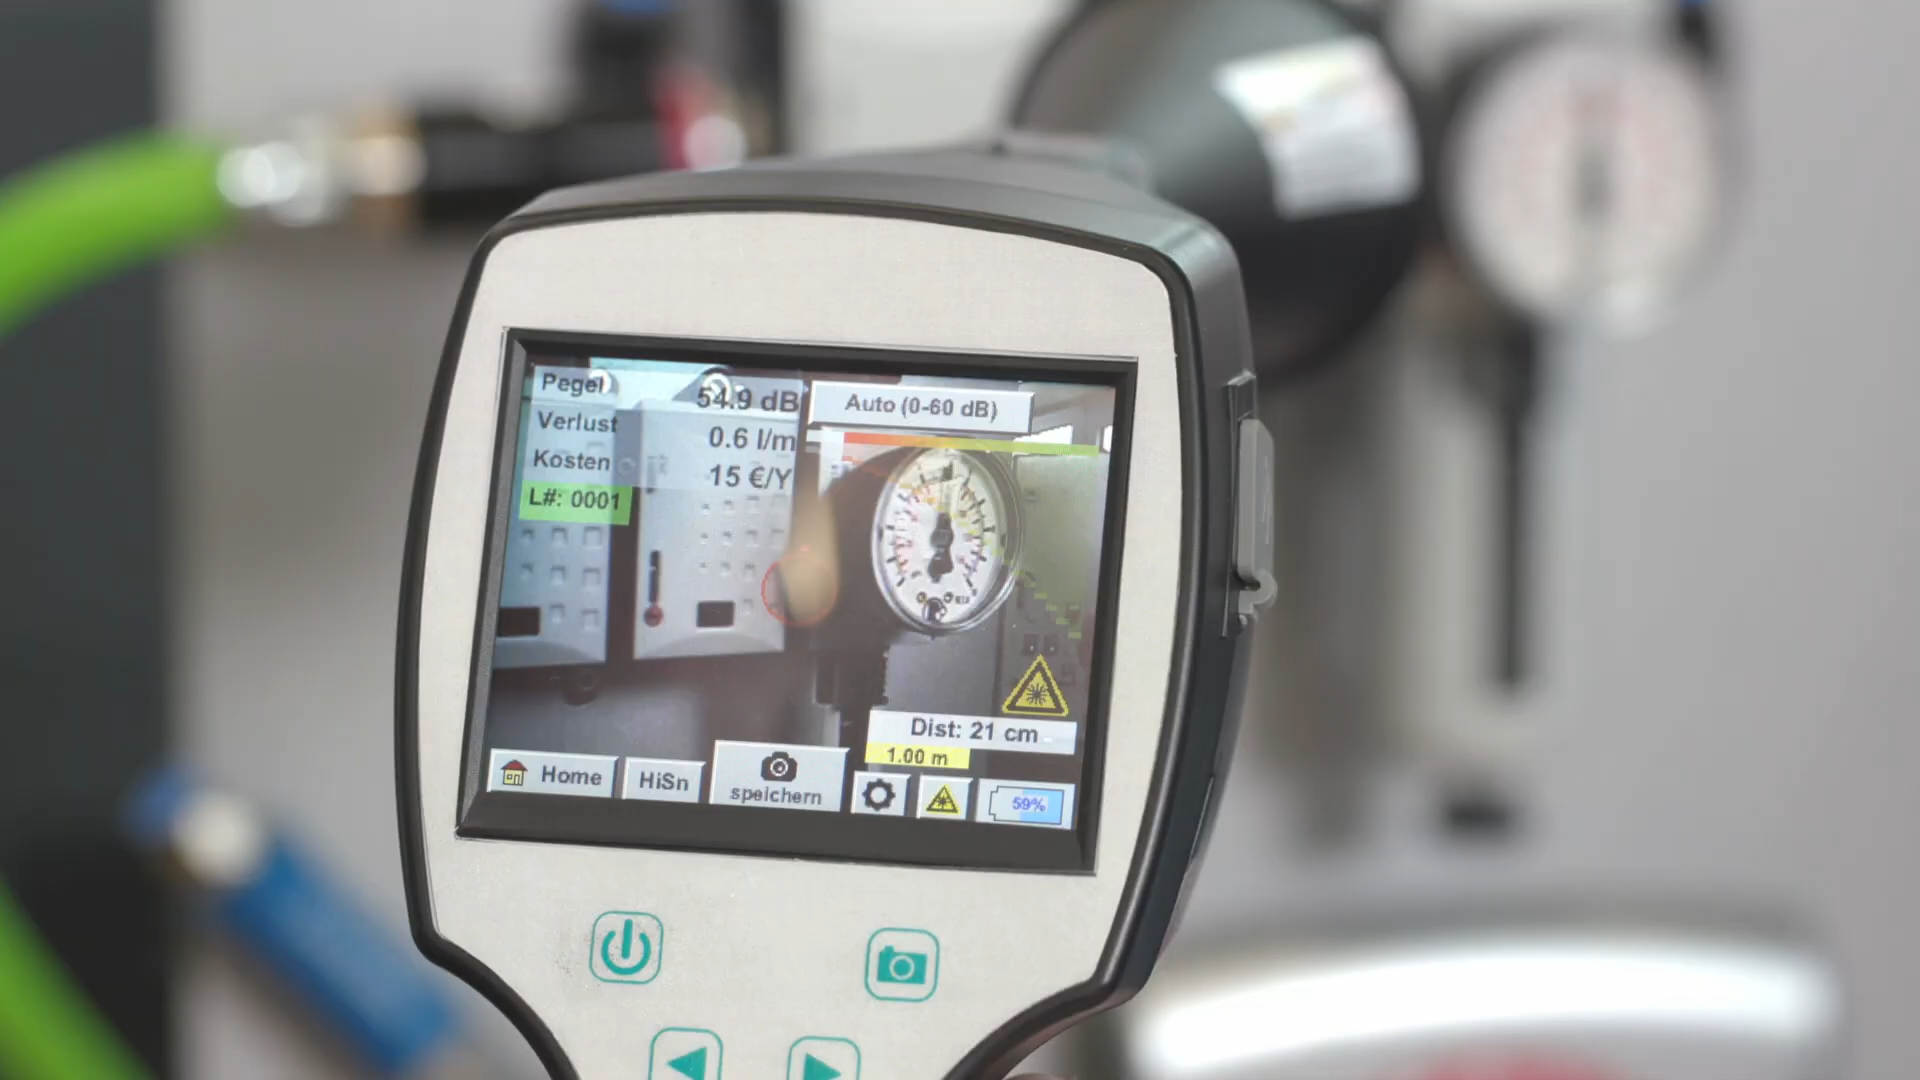 Pegel 54.9 dB
Verlust 0.6 l/m
Kosten 15 €/Y
L#: 0001
Auto (0-60 dB)
Dist: 21 cm
1.00 m
Home
HiSn
speichern
59%